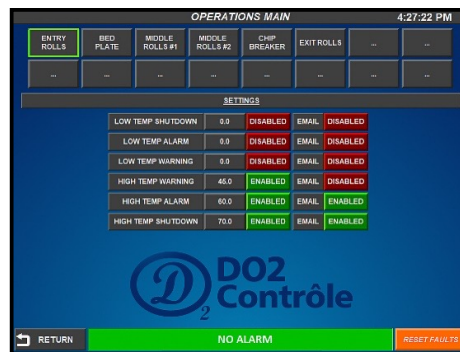 OPERATIONS MAIN 4:27:22 PM
ENTRY ROLLS
BED PLATE
MIDDLE ROLLS #1
MIDDLE ROLLS #2
CHIP BREAKER
EXIT ROLLS
...
...
... ... ... ... ... ... ... ...
SETTINGS
LOW TEMP SHUTDOWN 0.0 DISABLED EMAIL DISABLED
LOW TEMP ALARM 0.0 DISABLED EMAIL DISABLED
LOW TEMP WARNING 0.0 DISABLED EMAIL DISABLED
HIGH TEMP WARNING 45.0 ENABLED EMAIL DISABLED
HIGH TEMP ALARM 60.0 ENABLED EMAIL ENABLED
HIGH TEMP SHUTDOWN 70.0 ENABLED EMAIL ENABLED
D2 DO2
Contrôle
RETURN NO ALARM RESET FAULTS